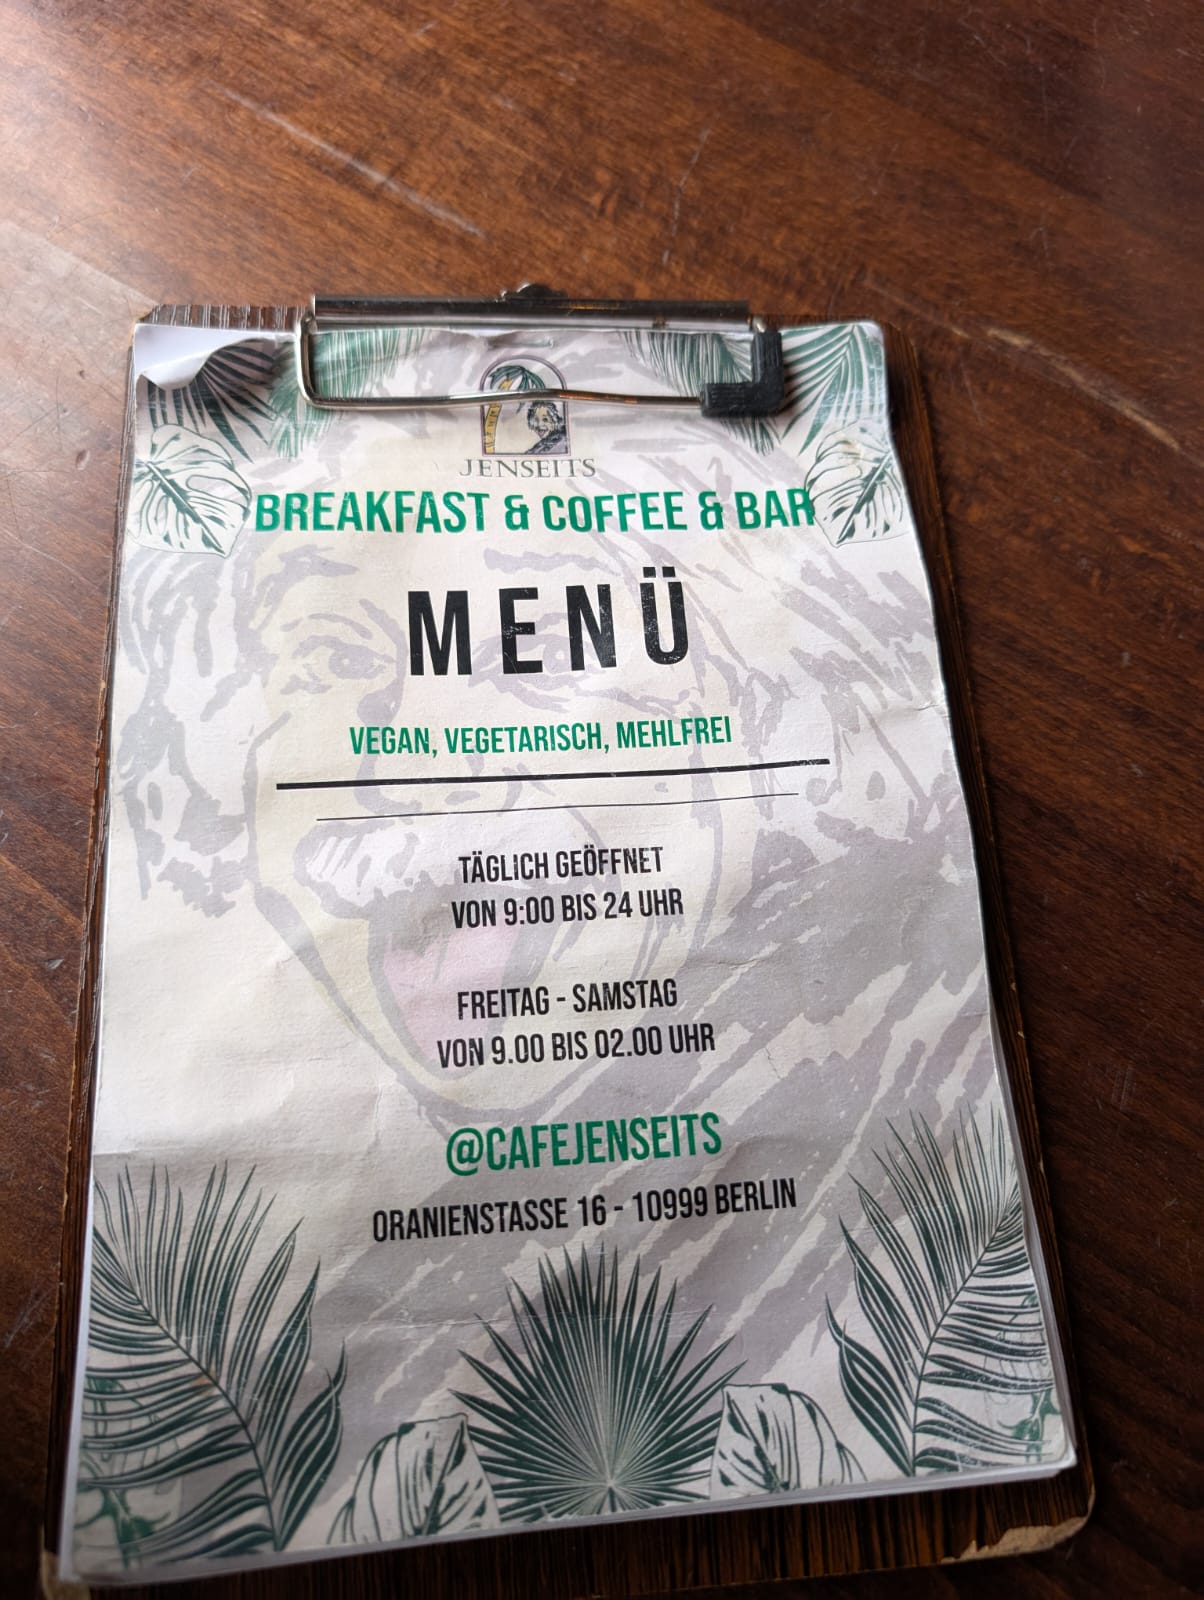 JENSEITS
BREAKFAST & COFFEE & BAR
MENÜ
VEGAN, VEGETARISCH, MEHLFREI
TÄGLICH GEÖFFNET
VON 9:00 BIS 24 UHR
FREITAG - SAMSTAG
VON 9.00 BIS 02.00 UHR
@CAFEJENSEITS
ORANIENSTASSE 16 - 10999 BERLIN